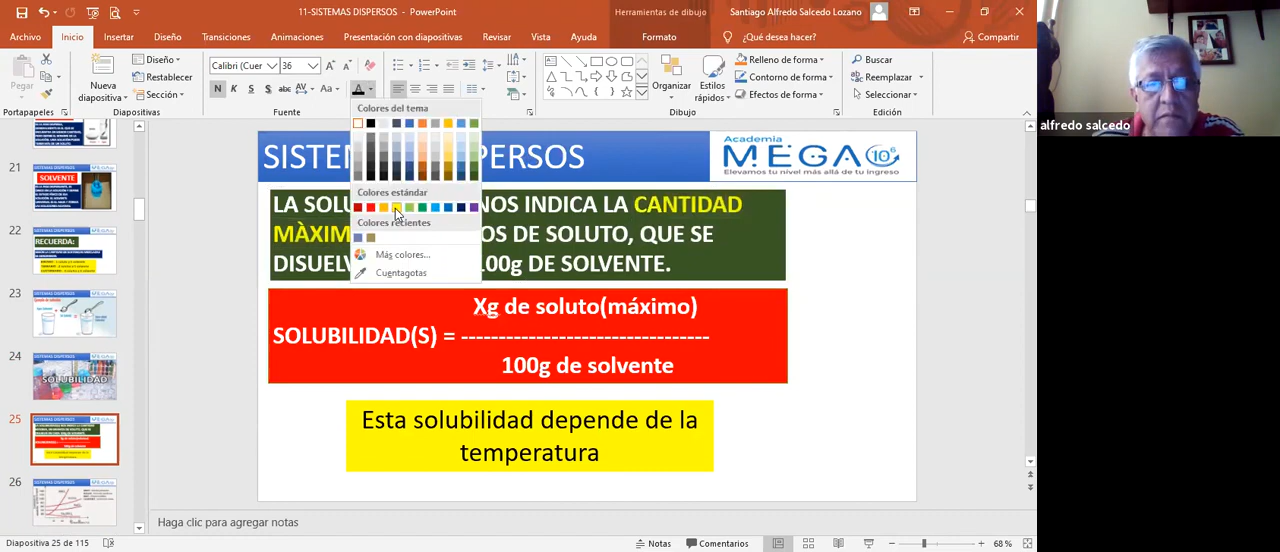 11-SISTEMAS DISPERSOS - PowerPoint
Herramientas de dibujo
Santiago Alfredo Salcedo Lozano
Archivo Inicio Insertar Diseño Transiciones Animaciones Presentación con diapositivas Revisar Vista Ayuda Formato ¿Qué desea hacer? Compartir
Pegar
Nueva diapositiva
Diseño
Restablecer
Sección
Calibri (Cuer 36
N K S abc AV Aa A
Organizar
Estilos rápidos
Relleno de forma
Contorno de forma
Efectos de forma
Buscar
Reemplazar
Seleccionar
Portapapeles Diapositivas Fuente Dibujo Edición
Colores del tema
Colores estándar
Colores recientes
Más colores...
Cuentagotas
alfredo salcedo
21
SOLVENTE
22
RECUERDA:
23
24
SOLUBILIDAD
25
26
Academia
MEGA 10⁶
Elevamos tu nivel más allá de tu ingreso
CANTIDAD
NOS INDICA LA
LA SOLU
OS DE SOLUTO, QUE SE
100g DE SOLVENTE.
Xg de soluto(máximo)
SOLUBILIDAD(S) = --------------------------------
100g de solvente
Esta solubilidad depende de la
temperatura
Haga clic para agregar notas
Diapositiva 25 de 115
Notas Comentarios 68 %